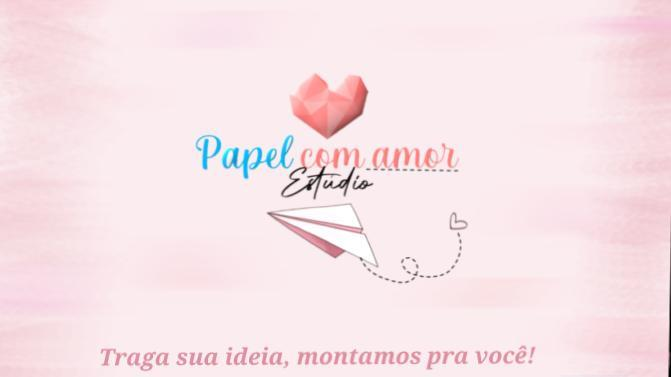 Papel com amor
Estúdio
Traga sua ideia, montamos pra você!